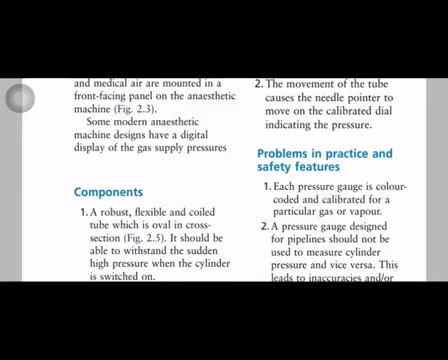 and medical air are mounted in a
front-facing panel on the anaesthetic
machine (Fig. 2.3).
Some modern anaesthetic
machine designs have a digital
display of the gas supply pressures
Components
1. A robust, flexible and coiled
tube which is oval in cross-
section (Fig. 2.5). It should be
able to withstand the sudden
high pressure when the cylinder
is switched on.
2. The movement of the tube
causes the needle pointer to
move on the calibrated dial
indicating the pressure.
Problems in practice and
safety features
1. Each pressure gauge is colour-
coded and calibrated for a
particular gas or vapour.
2. A pressure gauge designed
for pipelines should not be
used to measure cylinder
pressure and vice versa. This
leads to inaccuracies and/or